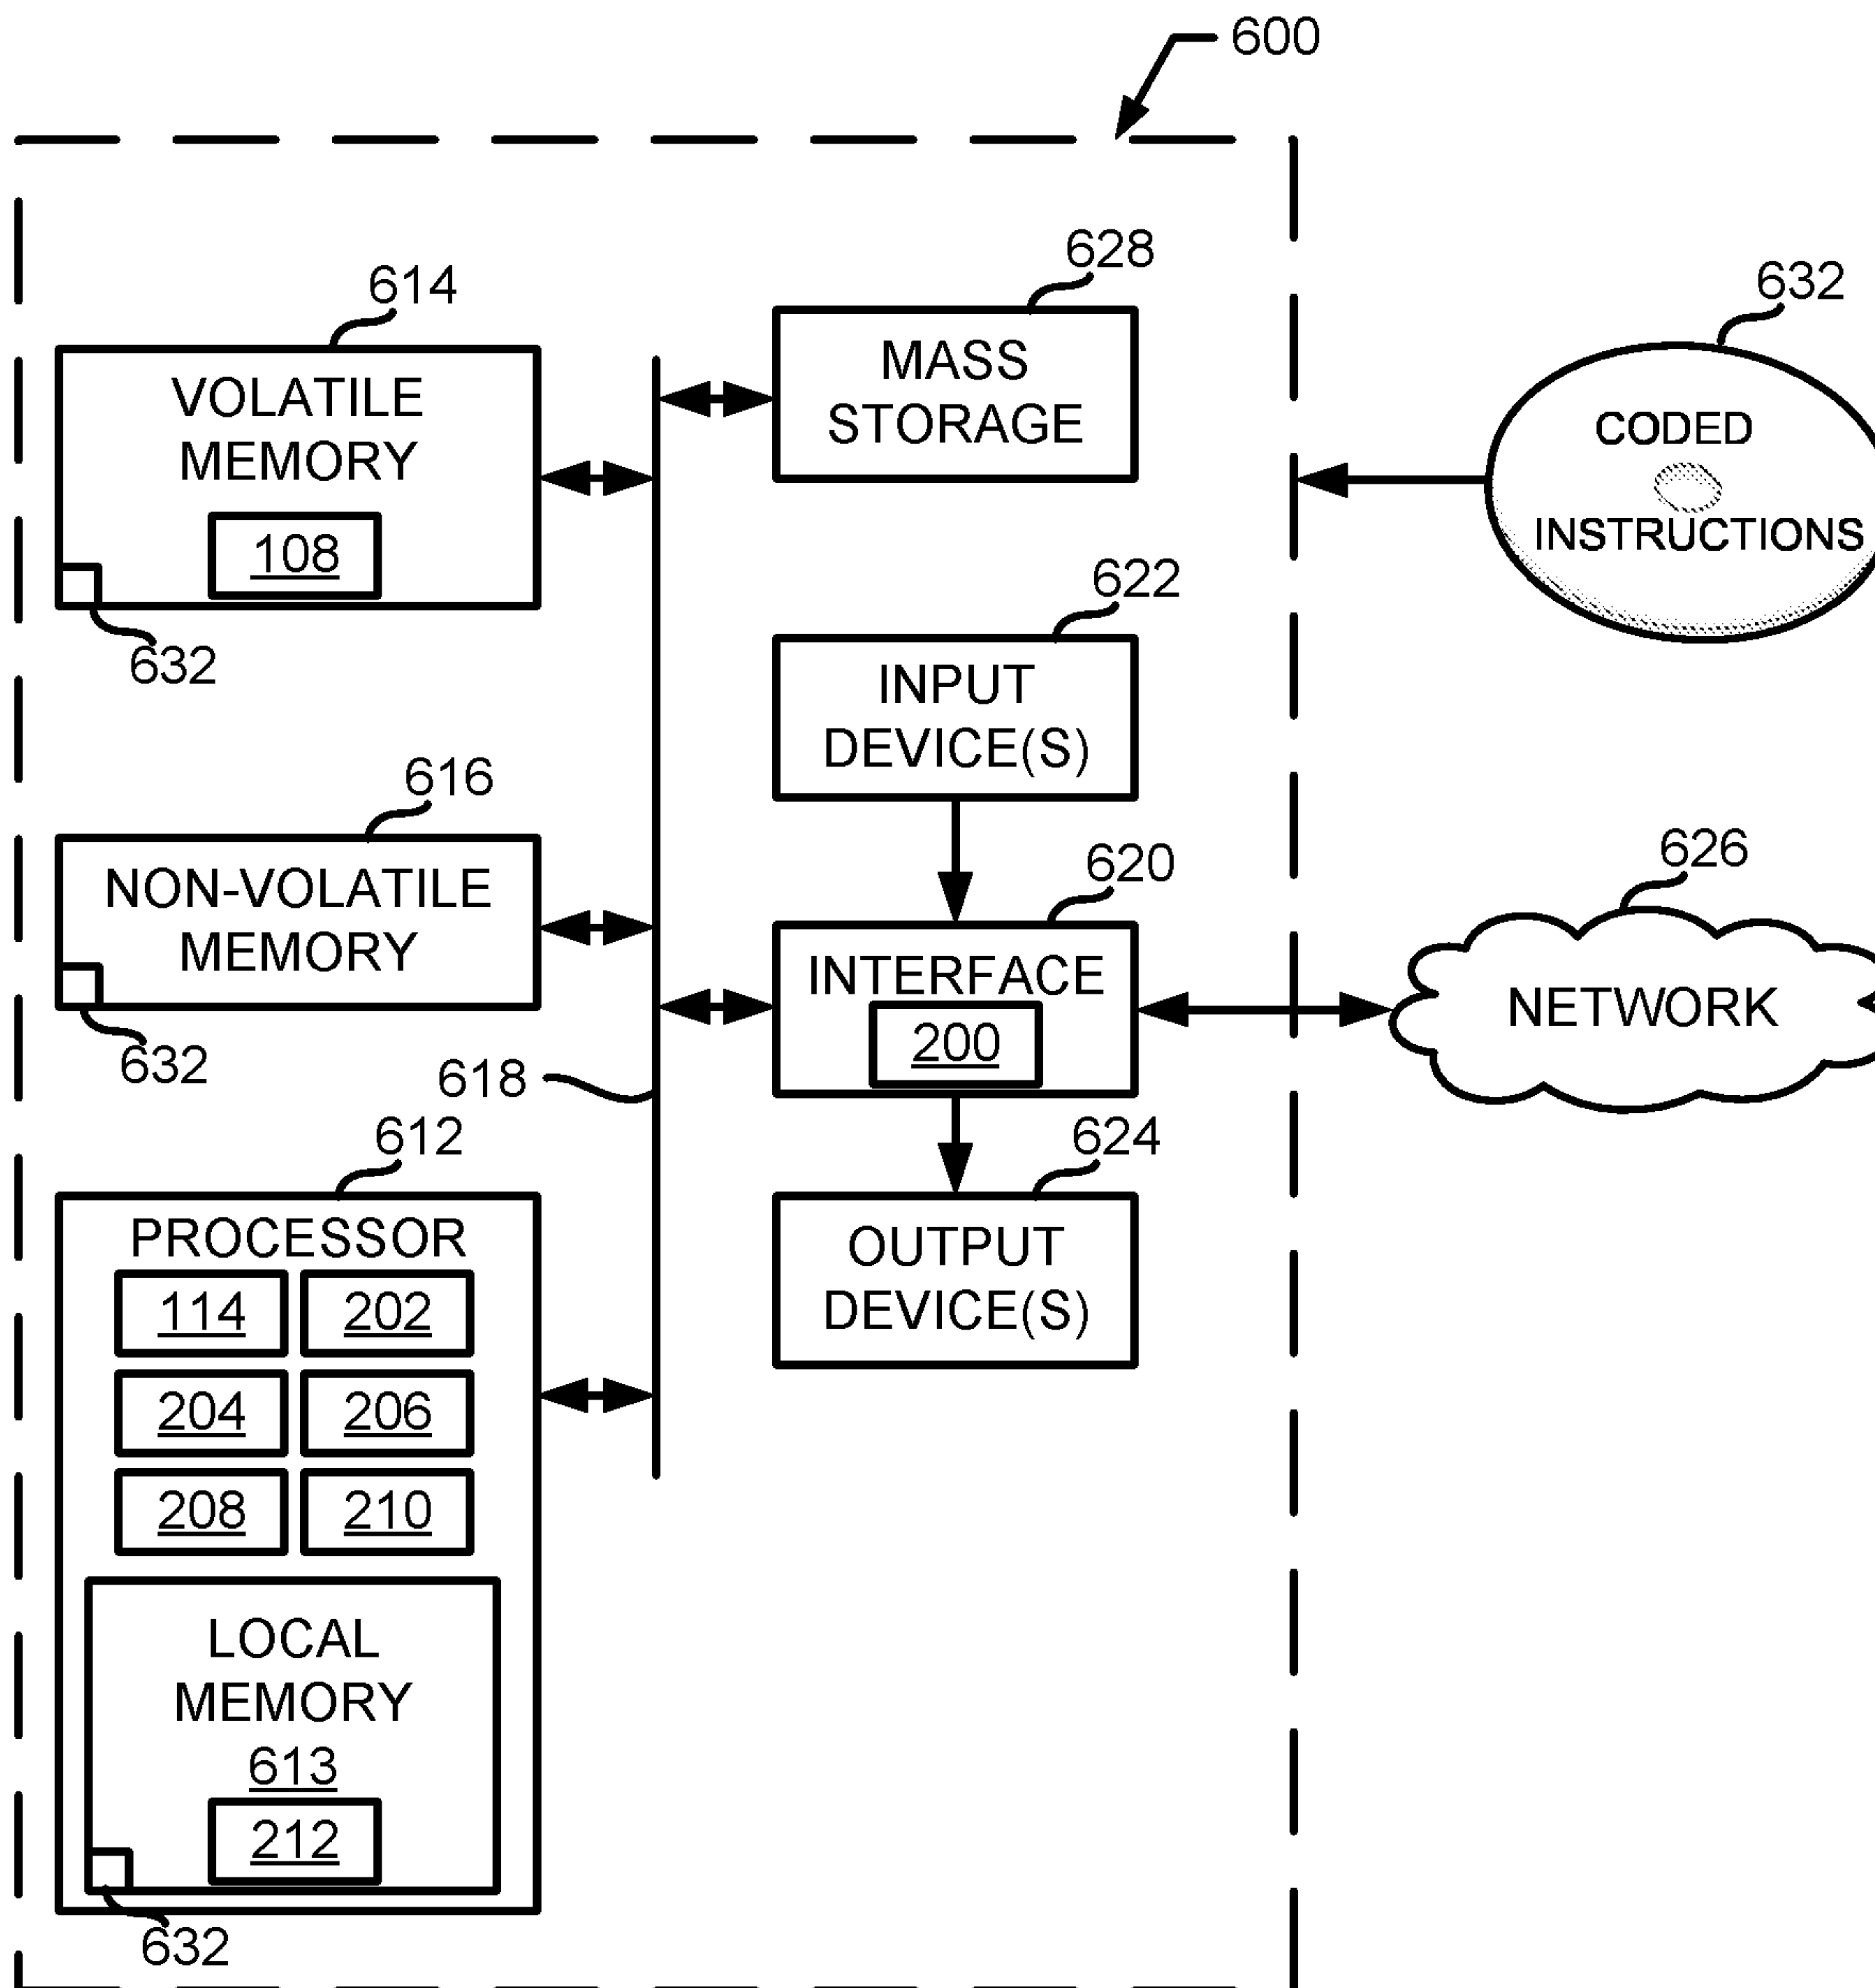 600
614
VOLATILE
MEMORY
108
632
628
MASS
STORAGE
632
CODED
INSTRUCTIONS
622
INPUT
DEVICE(S)
616
NON-VOLATILE
MEMORY
632
618
620
INTERFACE
200
626
NETWORK
612
PROCESSOR
114 202
204 206
208 210
LOCAL
MEMORY
613
212
632
624
OUTPUT
DEVICE(S)